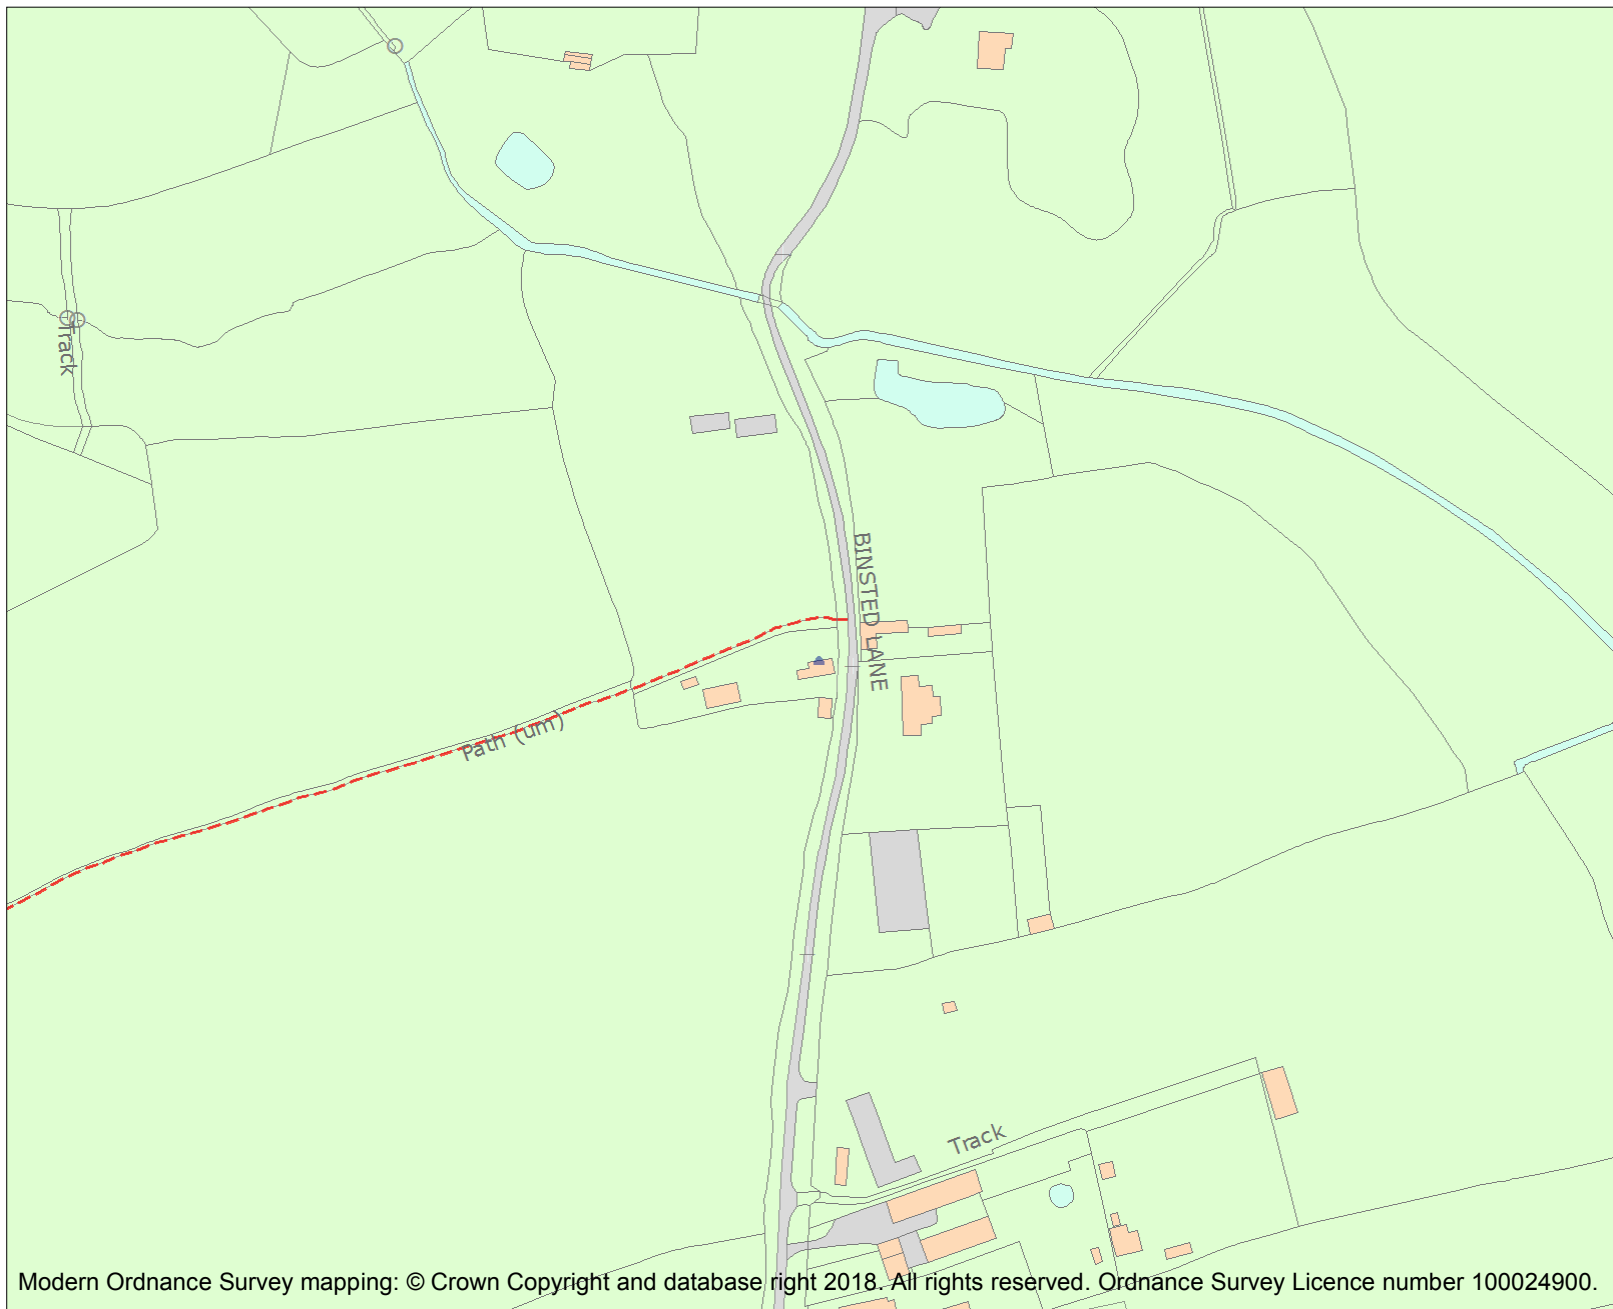 Track
BINSTED LANE
Path (um)
Track
Modern Ordnance Survey mapping: © Crown Copyright and database right 2018. All rights reserved. Ordnance Survey Licence number 100024900.